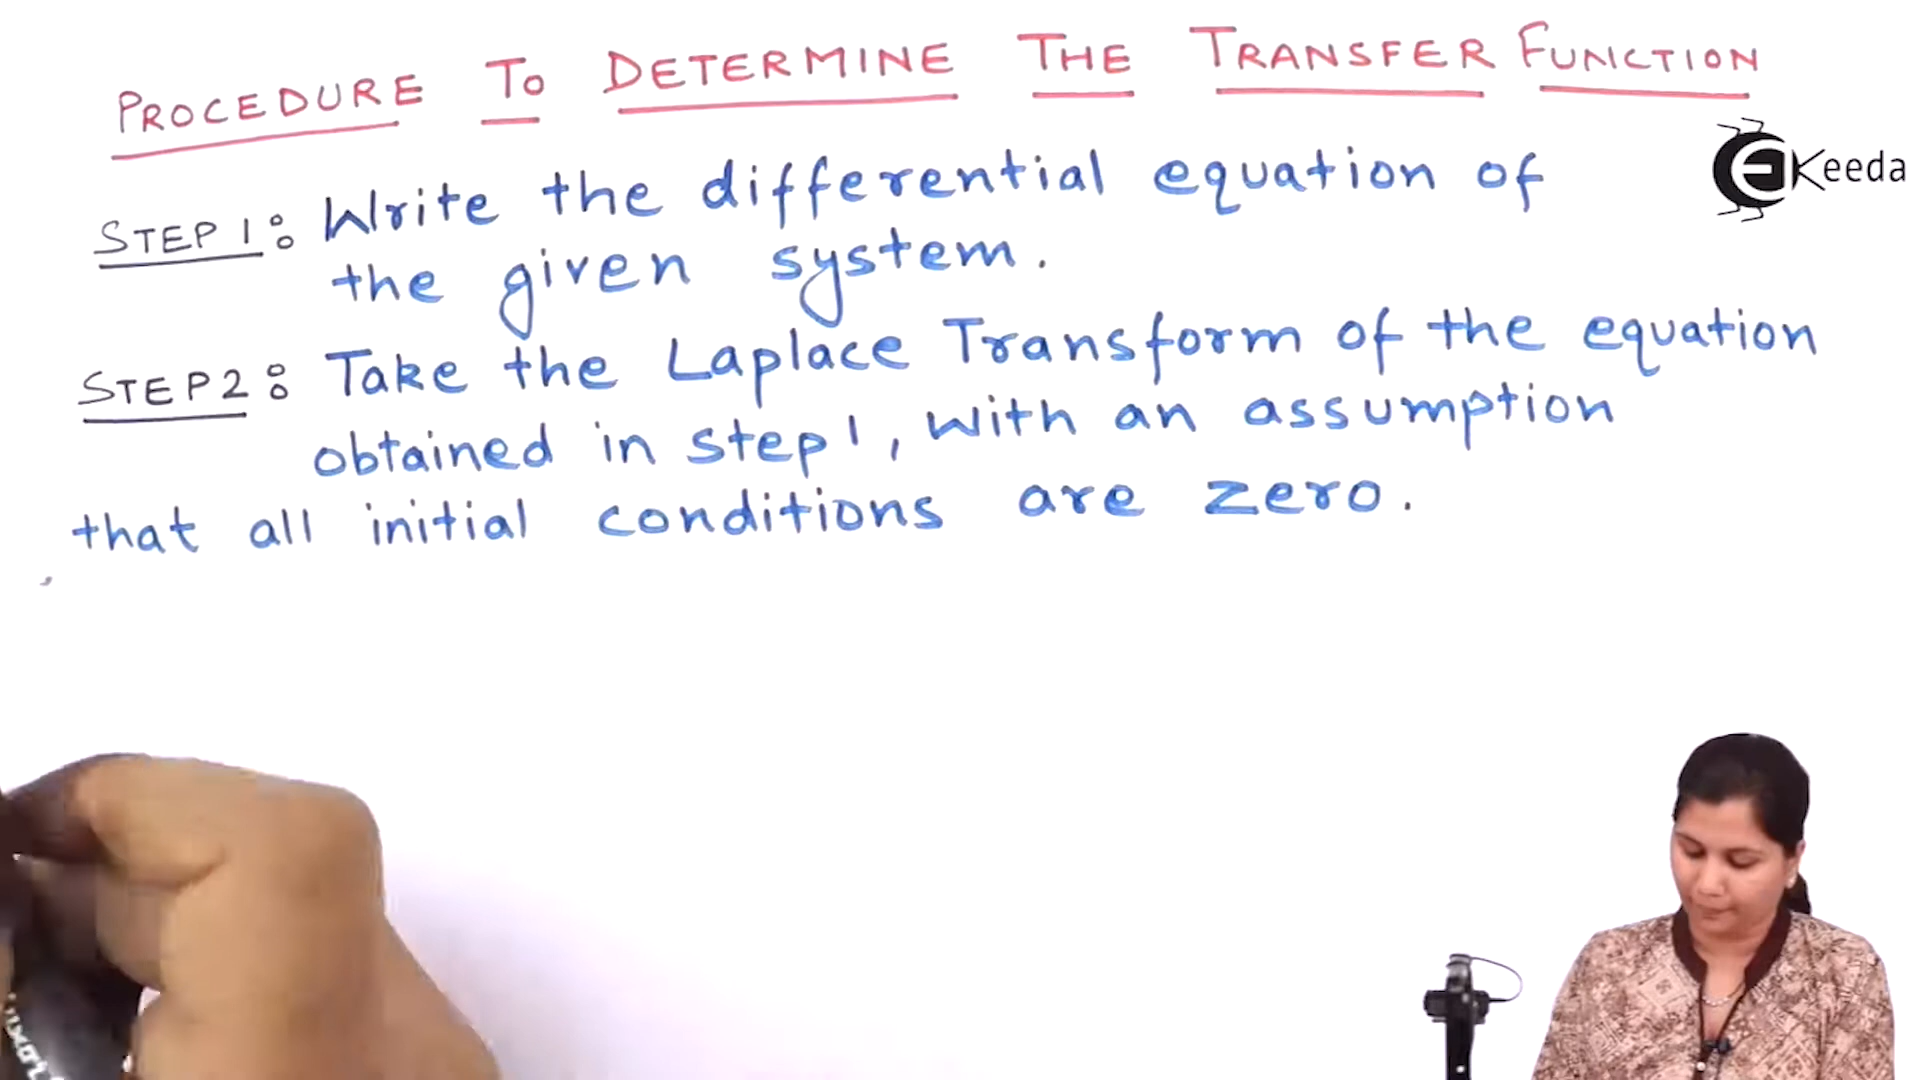 PROCEDURE TO DETERMINE THE TRANSFER FUNCTION
EKeeda
STEP 1: Write the differential equation of
the given system.
STEP 2: Take the Laplace Transform of the equation
obtained in step 1, with an assumption
that all initial conditions are zero.